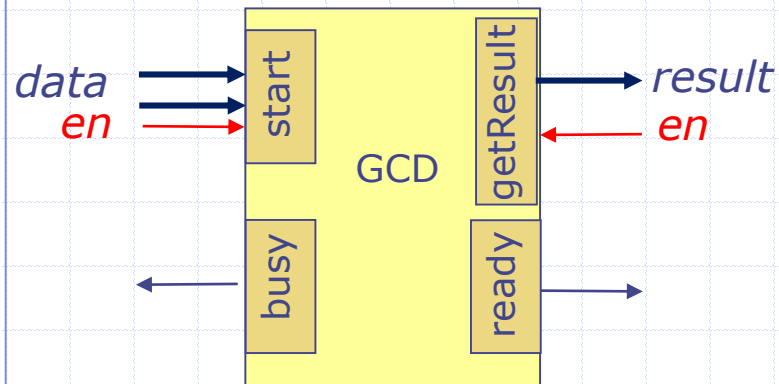 data
en
start
GCD
getResult
result
en
busy
ready